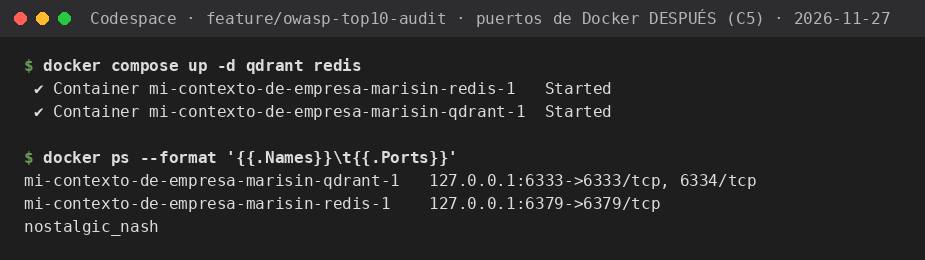 Codespace · feature/owasp-top10-audit · puertos de Docker DESPUÉS (C5) · 2026-11-27
$ docker compose up -d qdrant redis
✔ Container mi-contexto-de-empresa-marisin-redis-1   Started
✔ Container mi-contexto-de-empresa-marisin-qdrant-1  Started
$ docker ps --format '{{.Names}}\t{{.Ports}}'
mi-contexto-de-empresa-marisin-qdrant-1   127.0.0.1:6333->6333/tcp, 6334/tcp
mi-contexto-de-empresa-marisin-redis-1    127.0.0.1:6379->6379/tcp
nostalgic_nash